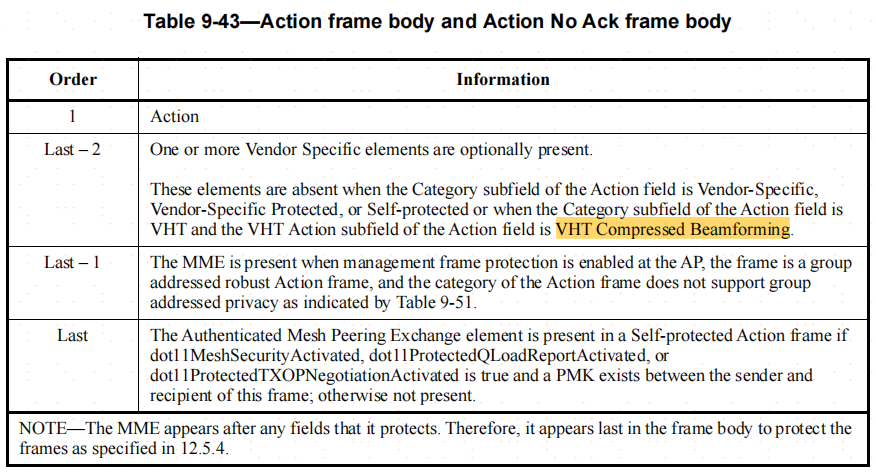 Table 9-43—Action frame body and Action No Ack frame body
Order
Information
1
Action
Last – 2
One or more Vendor Specific elements are optionally present.
These elements are absent when the Category subfield of the Action field is Vendor-Specific,
Vendor-Specific Protected, or Self-protected or when the Category subfield of the Action field is
VHT and the VHT Action subfield of the Action field is VHT Compressed Beamforming.
Last – 1
The MME is present when management frame protection is enabled at the AP, the frame is a group
addressed robust Action frame, and the category of the Action frame does not support group
addressed privacy as indicated by Table 9-51.
Last
The Authenticated Mesh Peering Exchange element is present in a Self-protected Action frame if
dot11MeshSecurityActivated, dot11ProtectedQLoadReportActivated, or
dot11ProtectedTXOPNegotiationActivated is true and a PMK exists between the sender and
recipient of this frame; otherwise not present.
NOTE—The MME appears after any fields that it protects. Therefore, it appears last in the frame body to protect the
frames as specified in 12.5.4.